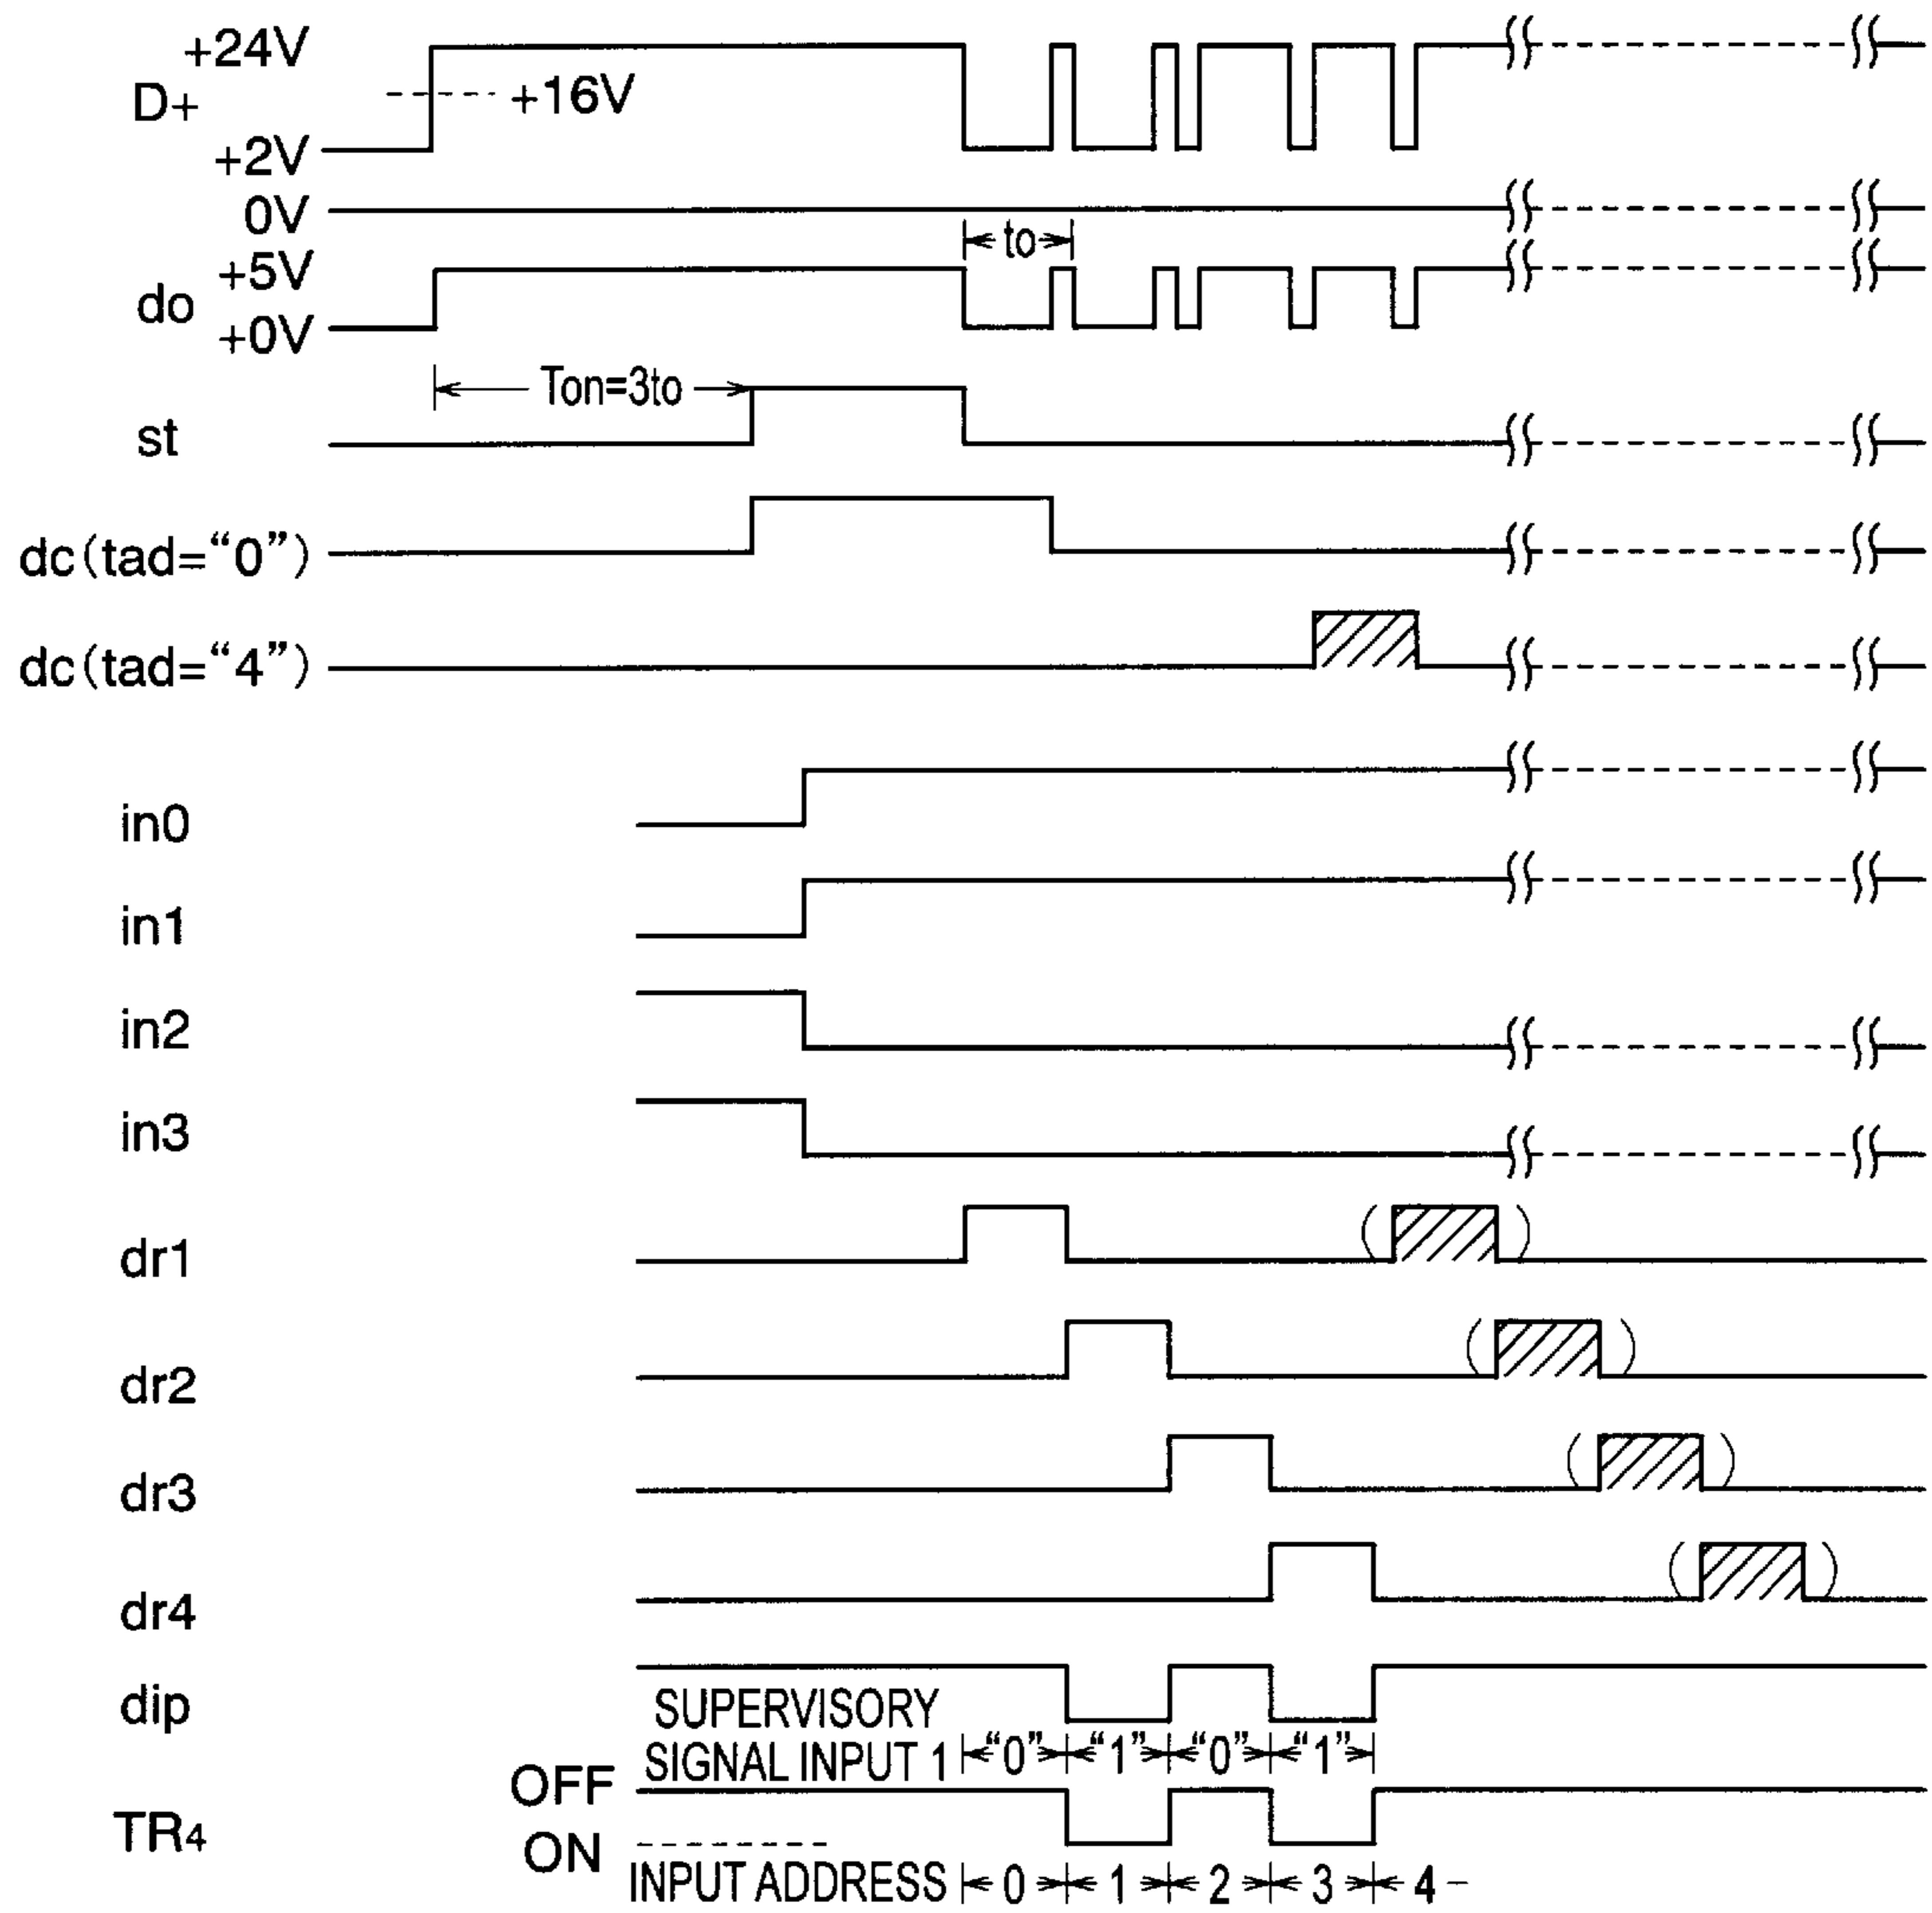 +24V
D+
+16V
+2V
0V
to
+5V
do
+0V
Ton=3to
st
dc(tad=“0”)
dc(tad=“4”)
in0
in1
in2
in3
dr1
dr2
dr3
dr4
dip
SUPERVISORY
SIGNAL INPUT 1 “0” “1” “0” “1”
OFF
TR4
ON
INPUT ADDRESS 0 1 2 3 4